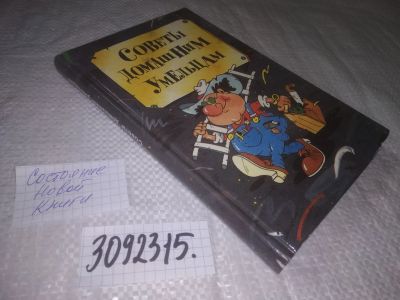 СОВЕТЫ
ДОМАШНИМ
УМЕЛЬЦАМ
Состояние
Новой
Книги
3092315.